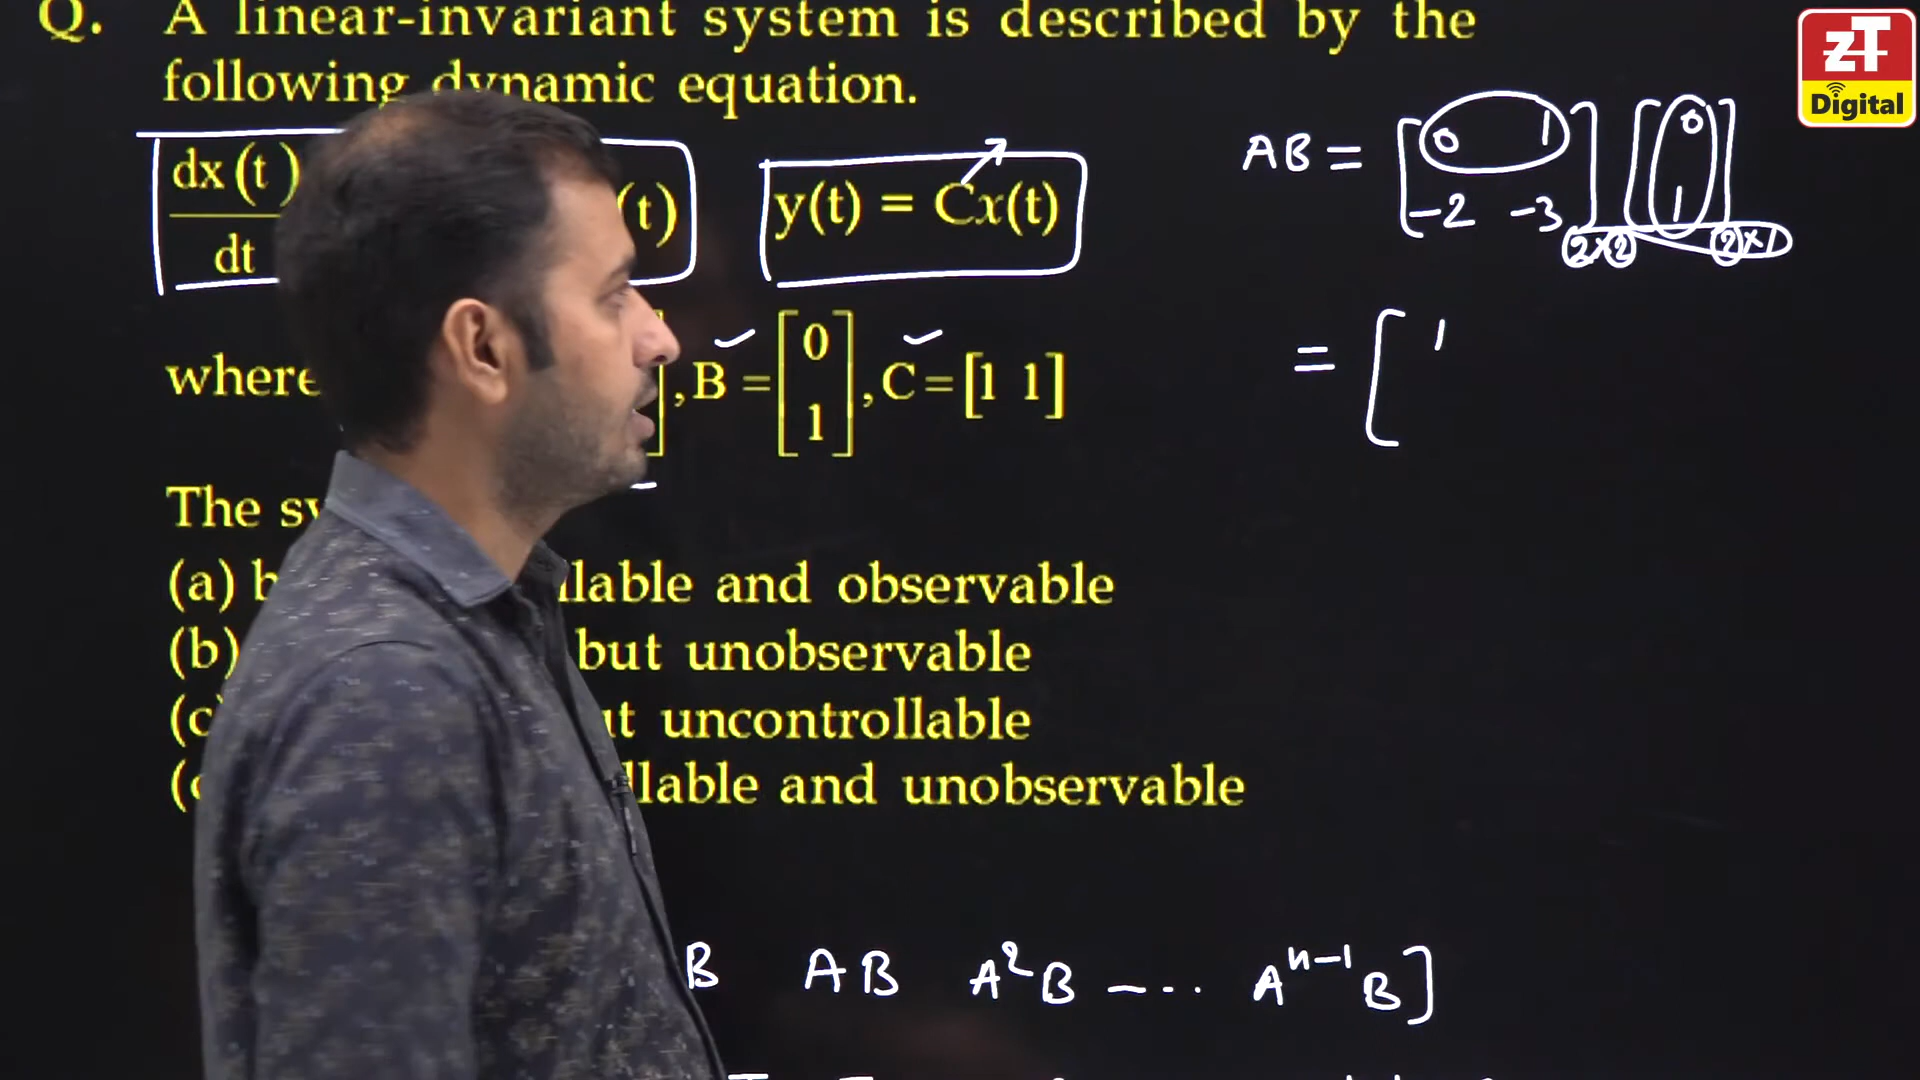 Q. A linear-invariant system is described by the
following dynamic equation.
dx(t)
dt
(t)
y(t) = Cx(t)
where
, B = [0 1], C = [1 1]
The sy
(a) b llable and observable
(b) but unobservable
(c) ut uncontrollable
( llable and unobservable
AB = [0 1 -2 -3] [0 1]
2×2 2×1
= [ 1
B AB A²B ---.. Aⁿ⁻¹B]
ZT
Digital